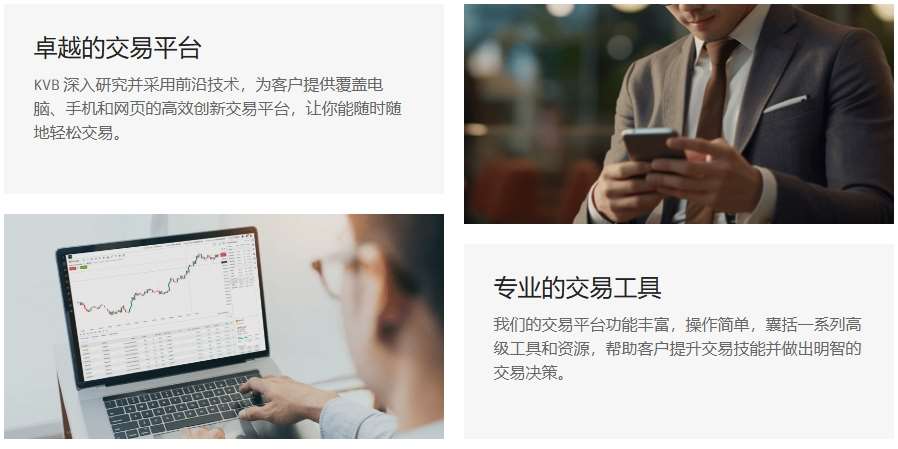 卓越的交易平台
KVB 深入研究并采用前沿技术，为客户提供覆盖电
脑、手机和网页的高效创新交易平台，让你能随时随
地轻松交易。
专业的交易工具
我们的交易平台功能丰富，操作简单，囊括一系列高
级工具和资源，帮助客户提升交易技能并做出明智的
交易决策。